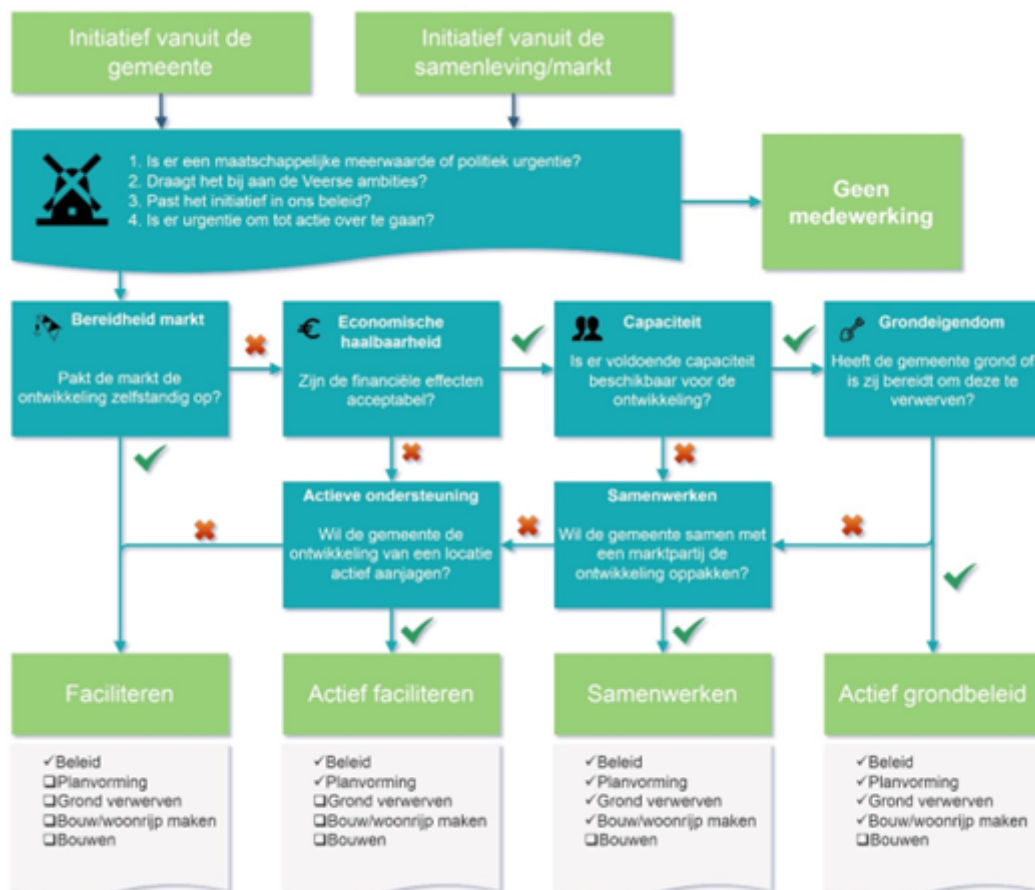 Initiatief vanuit de
gemeente
Initiatief vanuit de
samenleving/markt
1. Is er een maatschappelijke meerwaarde of politiek urgentie?
2. Draagt het bij aan de Veerse ambities?
3. Past het initiatief in ons beleid?
4. Is er urgentie om tot actie over te gaan?
Geen
medewerking
Bereidheid markt
Pakt de markt de
ontwikkeling zelfstandig op?
Economische
haalbaarheid
Zijn de financiële effecten
acceptabel?
Capaciteit
Is er voldoende capaciteit
beschikbaar voor de
ontwikkeling?
Grondeigendom
Heeft de gemeente grond of
is zij bereidt om deze te
verwerven?
Actieve ondersteuning
Wil de gemeente de
ontwikkeling van een locatie
actief aanjagen?
Samenwerken
Wil de gemeente samen met
een marktpartij de
ontwikkeling oppakken?
Faciliteren
✓Beleid
❑Planvorming
❑Grond verwerven
❑Bouw/woonrijp maken
❑Bouwen
Actief faciliteren
✓Beleid
✓Planvorming
❑Grond verwerven
❑Bouw/woonrijp maken
❑Bouwen
Samenwerken
✓Beleid
✓Planvorming
✓Grond verwerven
✓Bouw/woonrijp maken
❑Bouwen
Actief grondbeleid
✓Beleid
✓Planvorming
✓Grond verwerven
✓Bouw/woonrijp maken
❑Bouwen